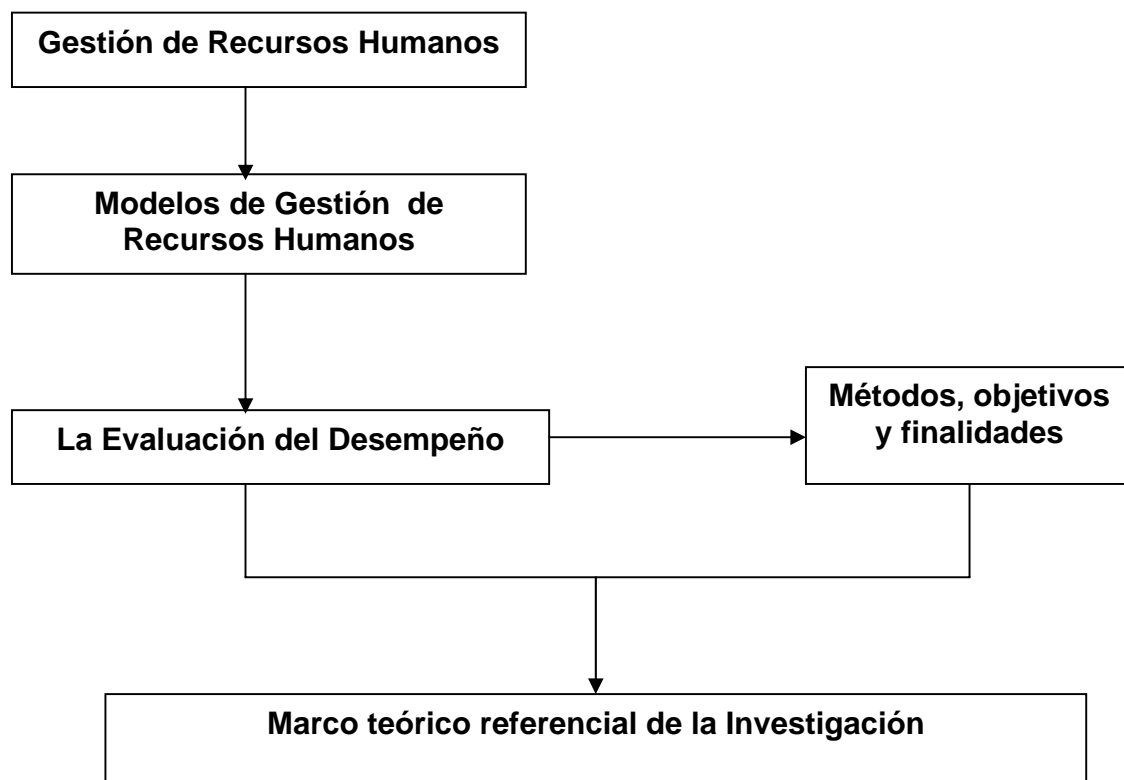 Gestión de Recursos Humanos
Modelos de Gestión de
Recursos Humanos
La Evaluación del Desempeño
Métodos, objetivos
y finalidades
Marco teórico referencial de la Investigación